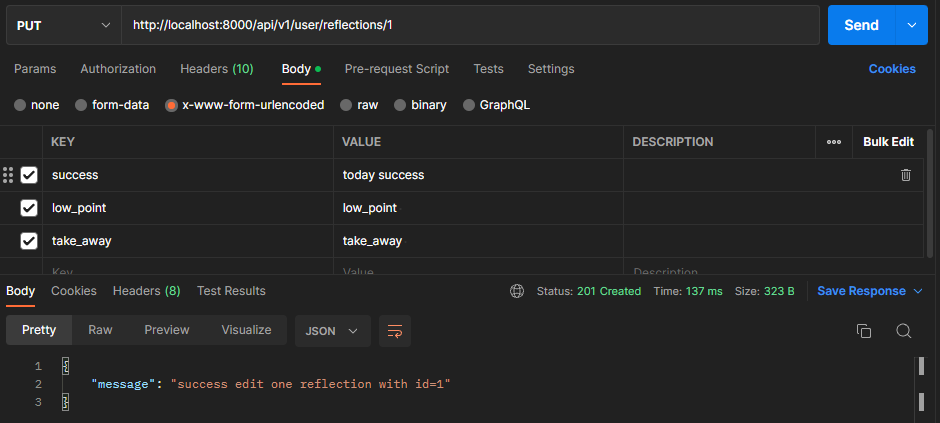 PUT http://localhost:8000/api/v1/user/reflections/1 Send
Params Authorization Headers (10) Body Pre-request Script Tests Settings Cookies
none form-data x-www-form-urlencoded raw binary GraphQL
KEY VALUE DESCRIPTION Bulk Edit
success today success
low_point low_point
take_away take_away
Key Value Description
Body Cookies Headers (8) Test Results Status: 201 Created Time: 137 ms Size: 323 B Save Response
Pretty Raw Preview Visualize JSON
1 {
2 "message": "success edit one reflection with id=1"
3 }